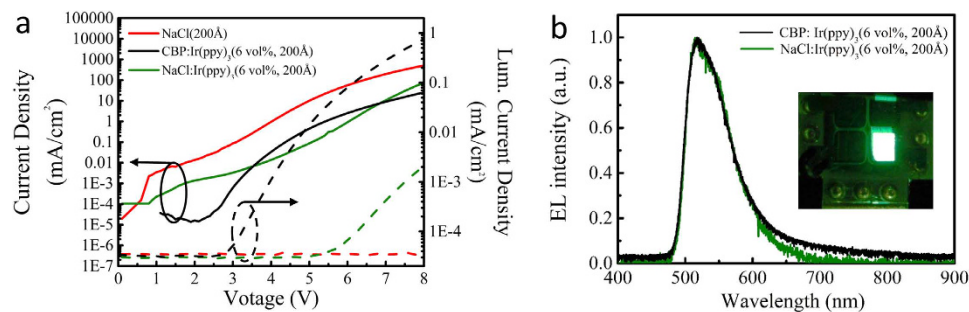 a
NaCl(200Å)
CBP:Ir(ppy)3(6 vol%, 200Å)
NaCl:Ir(ppy)3(6 vol%, 200Å)
Current Density
(mA/cm²)
100000
10000
1000
100
10
1
0.1
0.01
1E-3
1E-4
1E-5
1E-6
1E-7
0 1 2 3 4 5 6 7 8
Votage (V)
1
0.1
0.01
1E-3
1E-4
Lum. Current Density
(mA/cm²)
b
CBP: Ir(ppy)3(6 vol%, 200Å)
NaCl:Ir(ppy)3(6 vol%, 200Å)
EL intensity (a.u.)
1.0
0.8
0.6
0.4
0.2
0.0
400 500 600 700 800 900
Wavelength (nm)